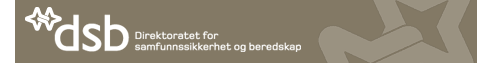 dsb
Direktoratet for
samfunnssikkerhet og beredskap